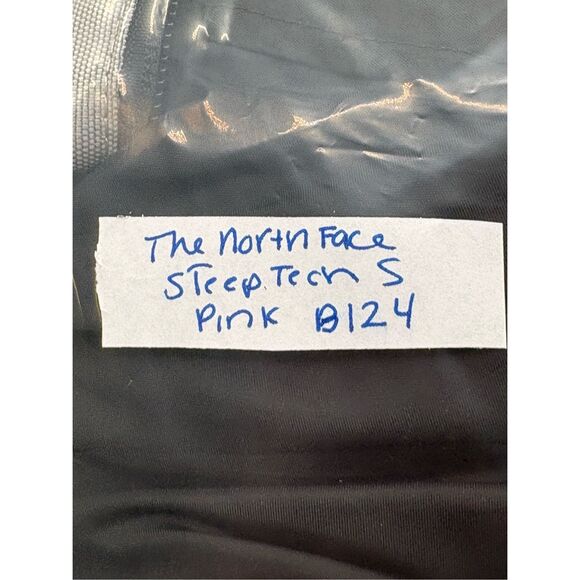 The North Face
Steep Tech S
Pink B124